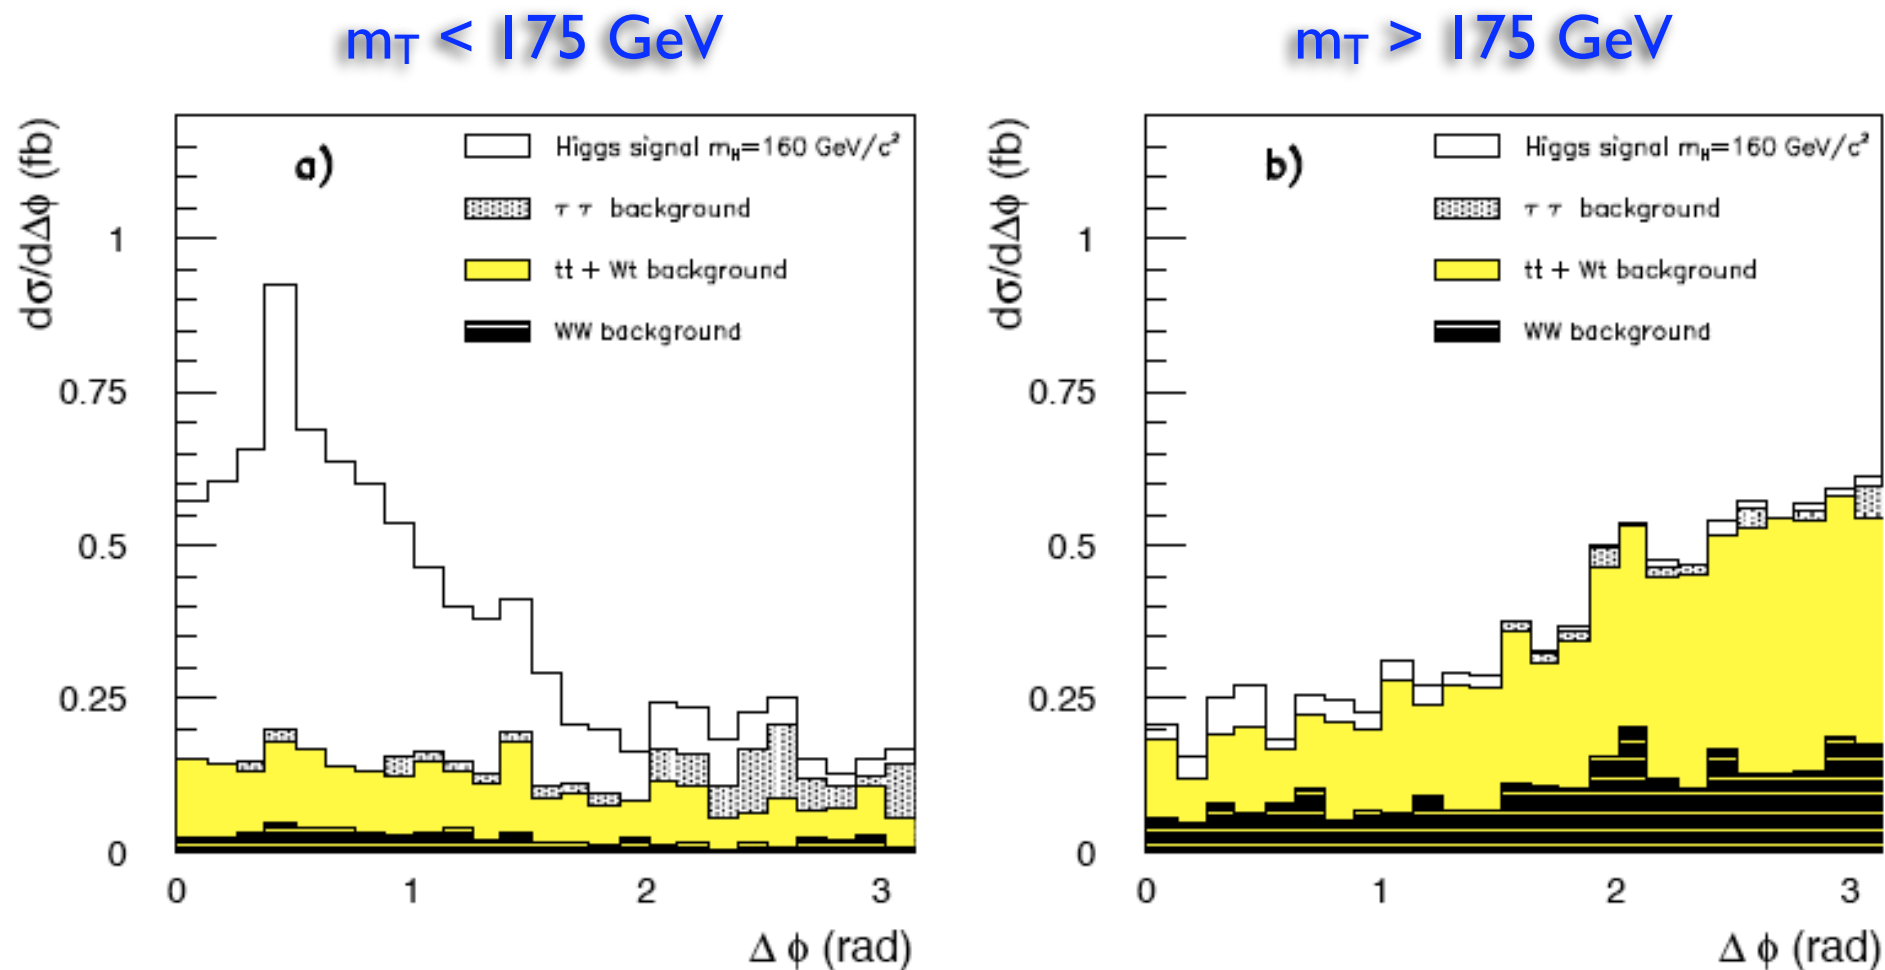 mT < 175 GeV
mT > 175 GeV
dσ/dΔϕ (fb)
a)
Higgs signal mH=160 GeV/c²
τ τ background
tt + Wt background
WW background
1
0.75
0.5
0.25
0
0 1 2 3
Δ ϕ (rad)
dσ/dΔϕ (fb)
b)
Higgs signal mH=160 GeV/c²
τ τ background
tt + Wt background
WW background
1
0.75
0.5
0.25
0
0 1 2 3
Δ ϕ (rad)